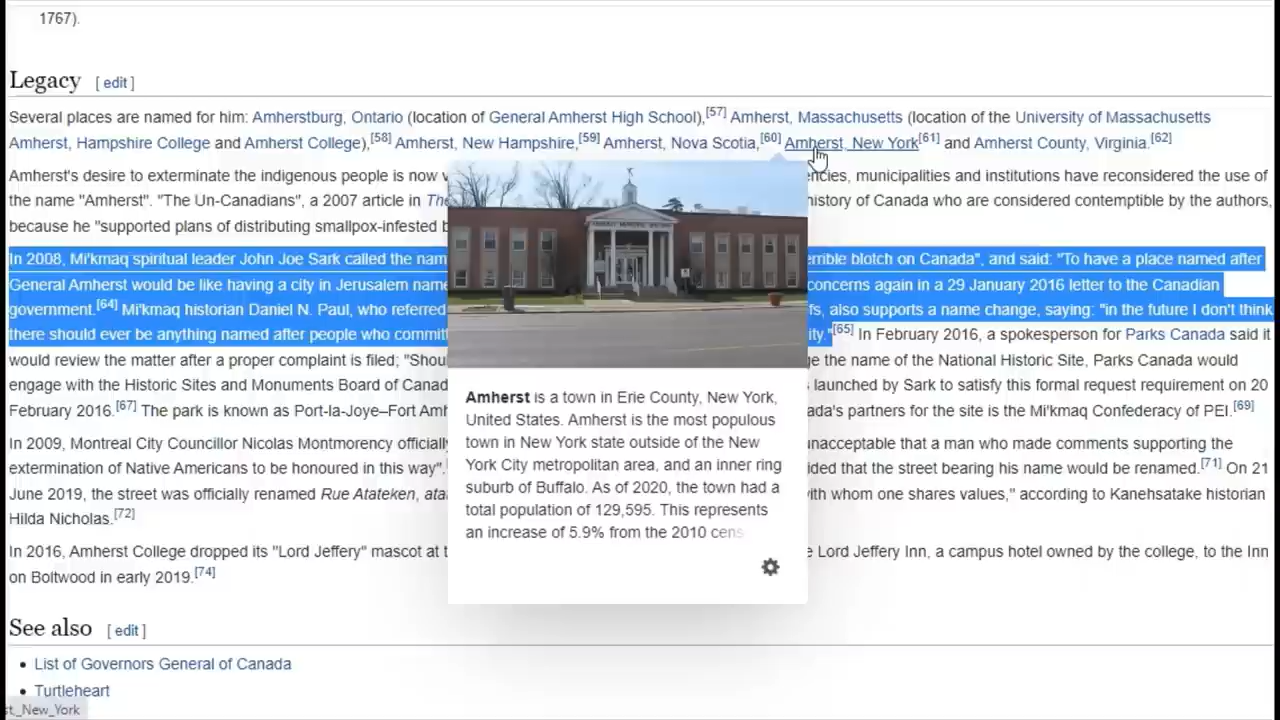 1767).
Legacy [ edit ]
Several places are named for him: Amherstburg, Ontario (location of General Amherst High School),[57] Amherst, Massachusetts (location of the University of Massachusetts
Amherst, Hampshire College and Amherst College),[58] Amherst, New Hampshire,[59] Amherst, Nova Scotia,[60] Amherst, New York[61] and Amherst County, Virginia.[62]
Amherst's desire to exterminate the indigenous people is now v
encies, municipalities and institutions have reconsidered the use of
the name "Amherst". "The Un-Canadians", a 2007 article in The
history of Canada who are considered contemptible by the authors,
because he "supported plans of distributing smallpox-infested b
In 2008, Mi'kmaq spiritual leader John Joe Sark called the nam
errible blotch on Canada", and said: "To have a place named after
General Amherst would be like having a city in Jerusalem name
concerns again in a 29 January 2016 letter to the Canadian
government.[64] Mi'kmaq historian Daniel N. Paul, who referred
fs, also supports a name change, saying: "in the future I don't think
there should ever be anything named after people who committ
ity."[65] In February 2016, a spokesperson for Parks Canada said it
would review the matter after a proper complaint is filed; "Shou
e the name of the National Historic Site, Parks Canada would
engage with the Historic Sites and Monuments Board of Canad
launched by Sark to satisfy this formal request requirement on 20
February 2016.[67] The park is known as Port-la-Joye–Fort Amh
ada's partners for the site is the Mi'kmaq Confederacy of PEI.[69]
In 2009, Montreal City Councillor Nicolas Montmorency officially
unacceptable that a man who made comments supporting the
extermination of Native Americans to be honoured in this way".
ided that the street bearing his name would be renamed.[71] On 21
June 2019, the street was officially renamed Rue Atateken, ata
ith whom one shares values," according to Kanehsatake historian
Hilda Nicholas.[72]
In 2016, Amherst College dropped its "Lord Jeffery" mascot at t
e Lord Jeffery Inn, a campus hotel owned by the college, to the Inn
on Boltwood in early 2019.[74]
Amherst is a town in Erie County, New York,
United States. Amherst is the most populous
town in New York state outside of the New
York City metropolitan area, and an inner ring
suburb of Buffalo. As of 2020, the town had a
total population of 129,595. This represents
an increase of 5.9% from the 2010 cens
See also [ edit ]
List of Governors General of Canada
Turtleheart
st,_New_York